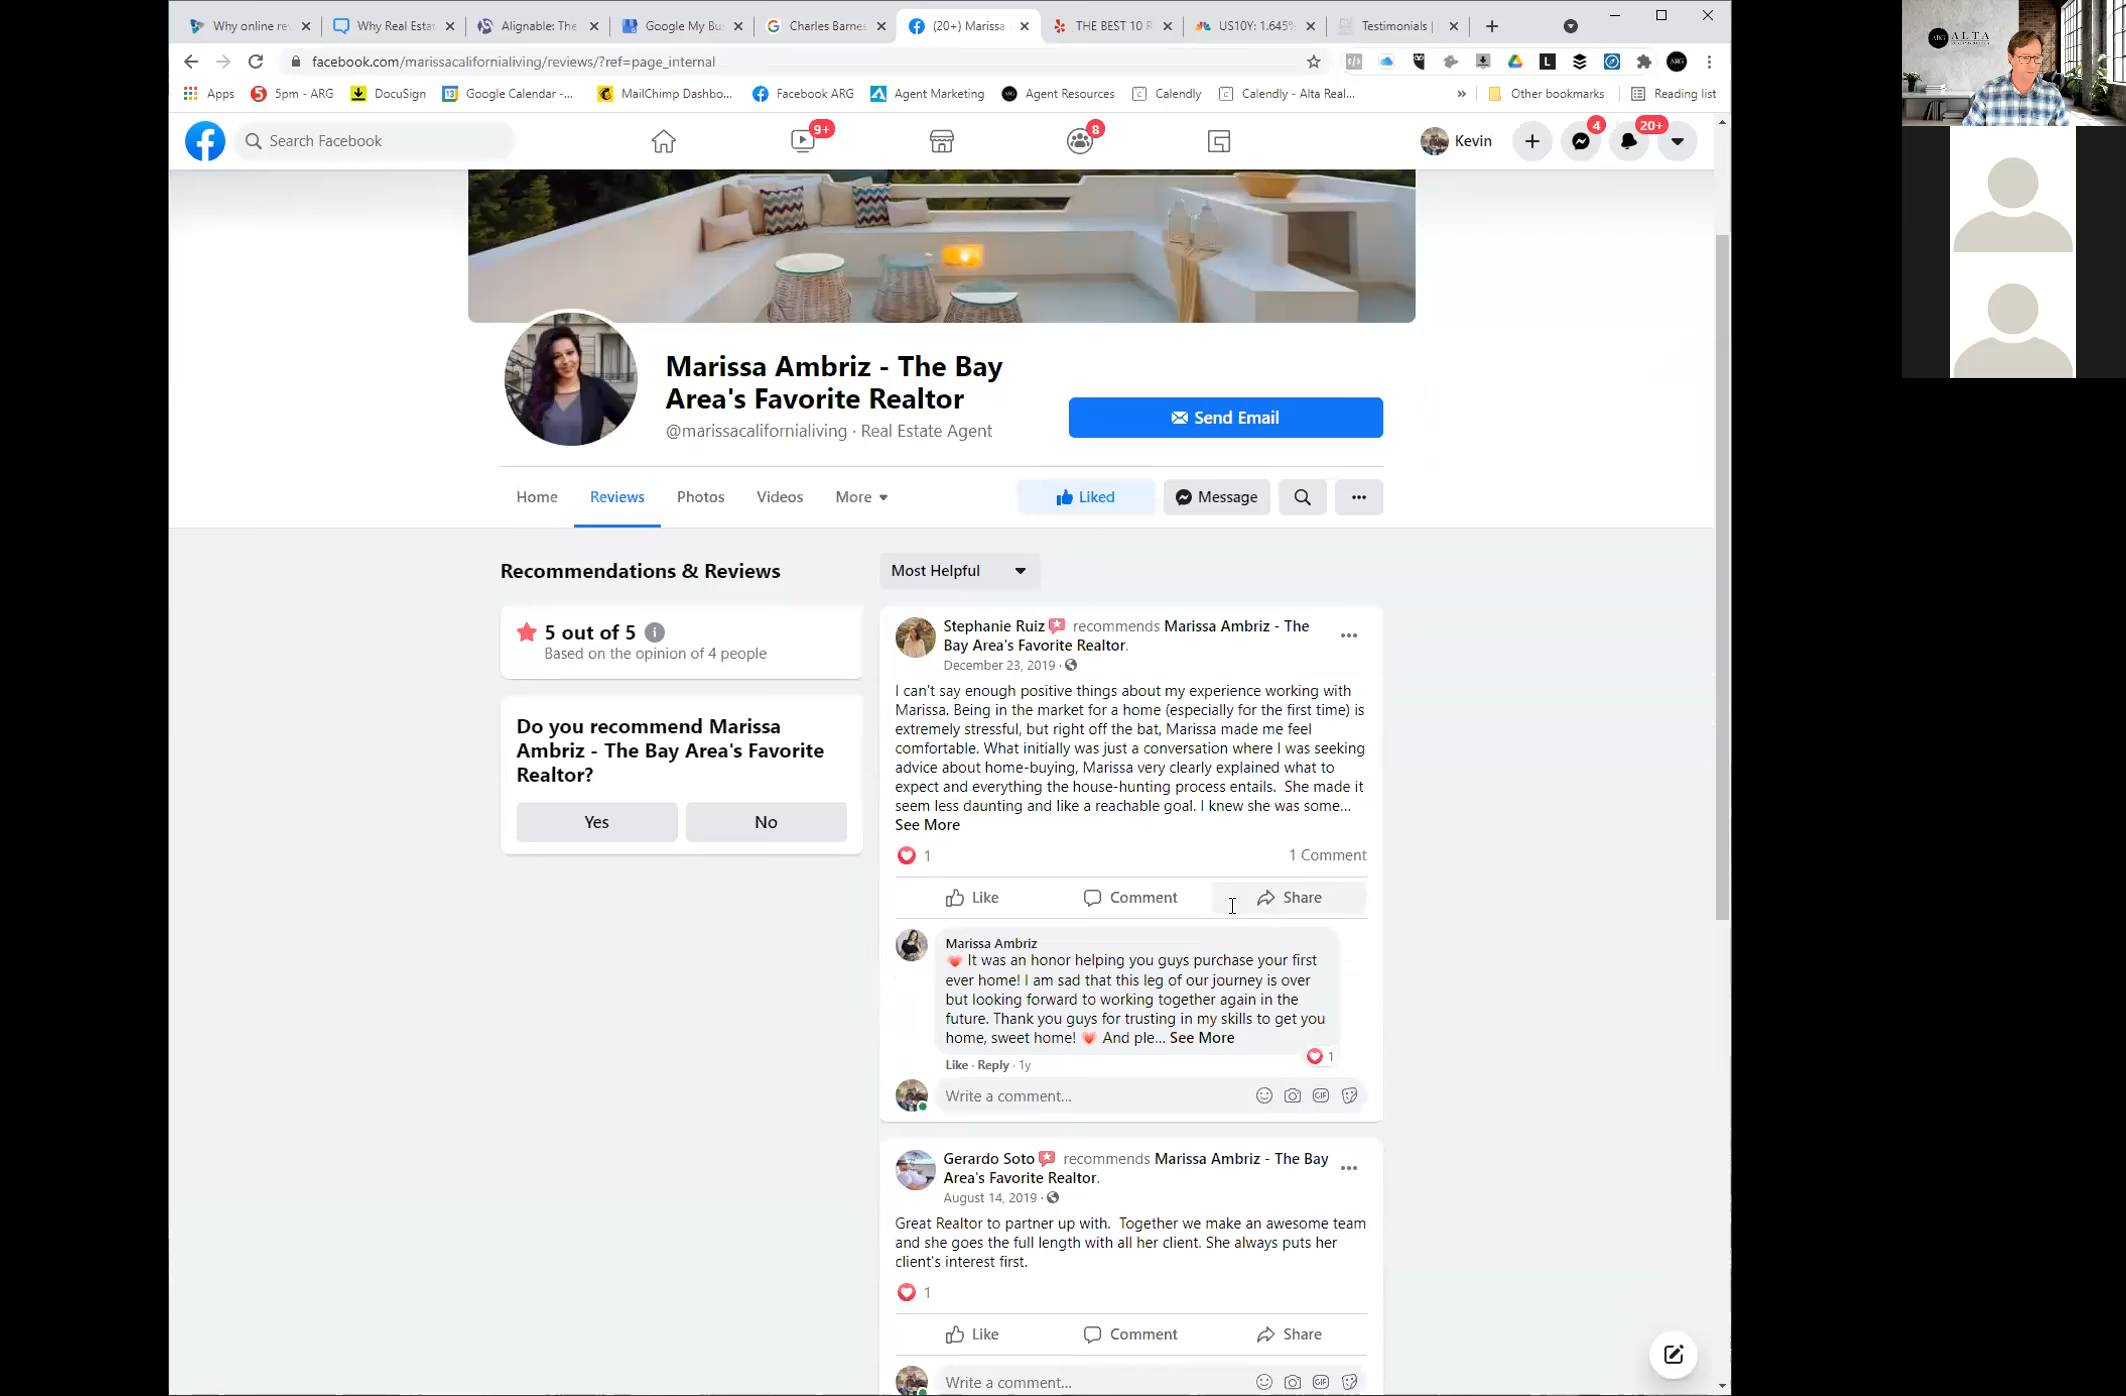 Why online re
Why Real Estat
Alignable: The
Google My Bu
Charles Barnes
(20+) Marissa
THE BEST 10 R
US10Y: 1.645%
Testimonials |
facebook.com/marissacalifornialiving/reviews/?ref=page_internal
Apps
5pm - ARG
DocuSign
Google Calendar -...
MailChimp Dashbo...
Facebook ARG
Agent Marketing
Agent Resources
Calendly
Calendly - Alta Real...
»
Other bookmarks
Reading list
Search Facebook
9+
8
Kevin
4
20+
Marissa Ambriz - The Bay
Area's Favorite Realtor
@marissacalifornialiving · Real Estate Agent
Send Email
Home
Reviews
Photos
Videos
More
Liked
Message
Recommendations & Reviews
5 out of 5
Based on the opinion of 4 people
Do you recommend Marissa
Ambriz - The Bay Area's Favorite
Realtor?
Yes
No
Most Helpful
Stephanie Ruiz recommends Marissa Ambriz - The
Bay Area's Favorite Realtor.
December 23, 2019 ·
I can't say enough positive things about my experience working with
Marissa. Being in the market for a home (especially for the first time) is
extremely stressful, but right off the bat, Marissa made me feel
comfortable. What initially was just a conversation where I was seeking
advice about home-buying, Marissa very clearly explained what to
expect and everything the house-hunting process entails. She made it
seem less daunting and like a reachable goal. I knew she was some...
See More
1
1 Comment
Like
Comment
Share
Marissa Ambriz
It was an honor helping you guys purchase your first
ever home! I am sad that this leg of our journey is over
but looking forward to working together again in the
future. Thank you guys for trusting in my skills to get you
home, sweet home! And ple... See More
1
Like · Reply · 1y
Write a comment...
GIF
Gerardo Soto recommends Marissa Ambriz - The Bay
Area's Favorite Realtor.
August 14, 2019 ·
Great Realtor to partner up with. Together we make an awesome team
and she goes the full length with all her client. She always puts her
client's interest first.
1
Like
Comment
Share
Write a comment...
GIF
ARG ALTA